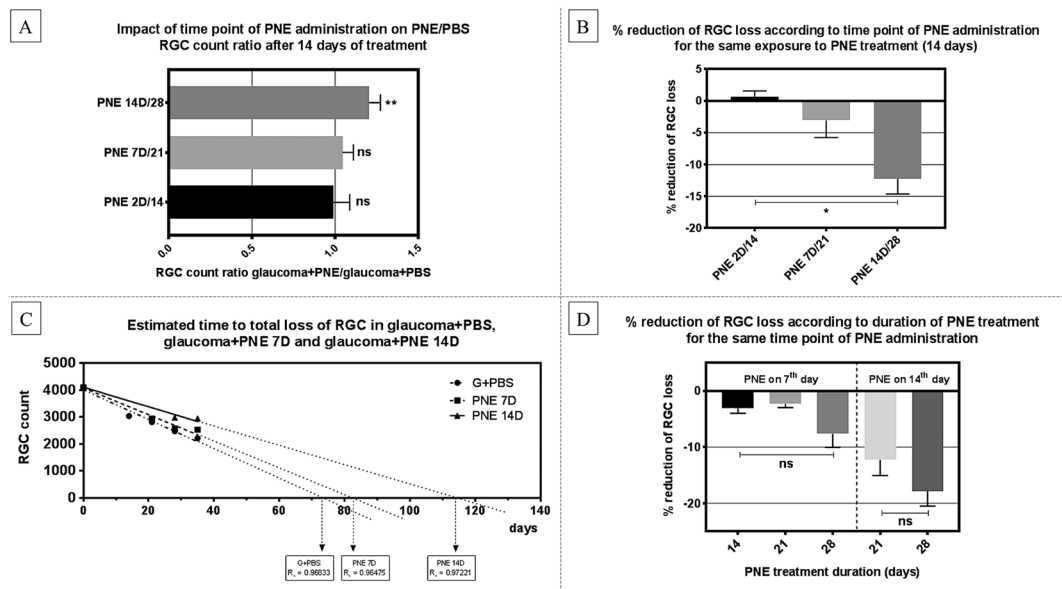 A
Impact of time point of PNE administration on PNE/PBS
RGC count ratio after 14 days of treatment
PNE 14D/28
**
PNE 7D/21
ns
PNE 2D/14
ns
0.0 0.5 1.0 1.5
RGC count ratio glaucoma+PNE/glaucoma+PBS
B
% reduction of RGC loss according to time point of PNE administration
for the same exposure to PNE treatment (14 days)
% reduction of RGC loss
5
0
-5
-10
-15
-20
*
PNE 2D/14 PNE 7D/21 PNE 14D/28
C
Estimated time to total loss of RGC in glaucoma+PBS,
glaucoma+PNE 7D and glaucoma+PNE 14D
RGC count
5000
4000
3000
2000
1000
0
G+PBS
PNE 7D
PNE 14D
0 20 40 60 80 100 120 140
days
G+PBS
= 0.96833
PNE 7D
= 0.96475
PNE 14D
= 0.97221
D
% reduction of RGC loss according to duration of PNE treatment
for the same time point of PNE administration
% reduction of RGC loss
PNE on 7th day
PNE on 14th day
0
-10
-20
ns
ns
14 21 28 21 28
PNE treatment duration (days)